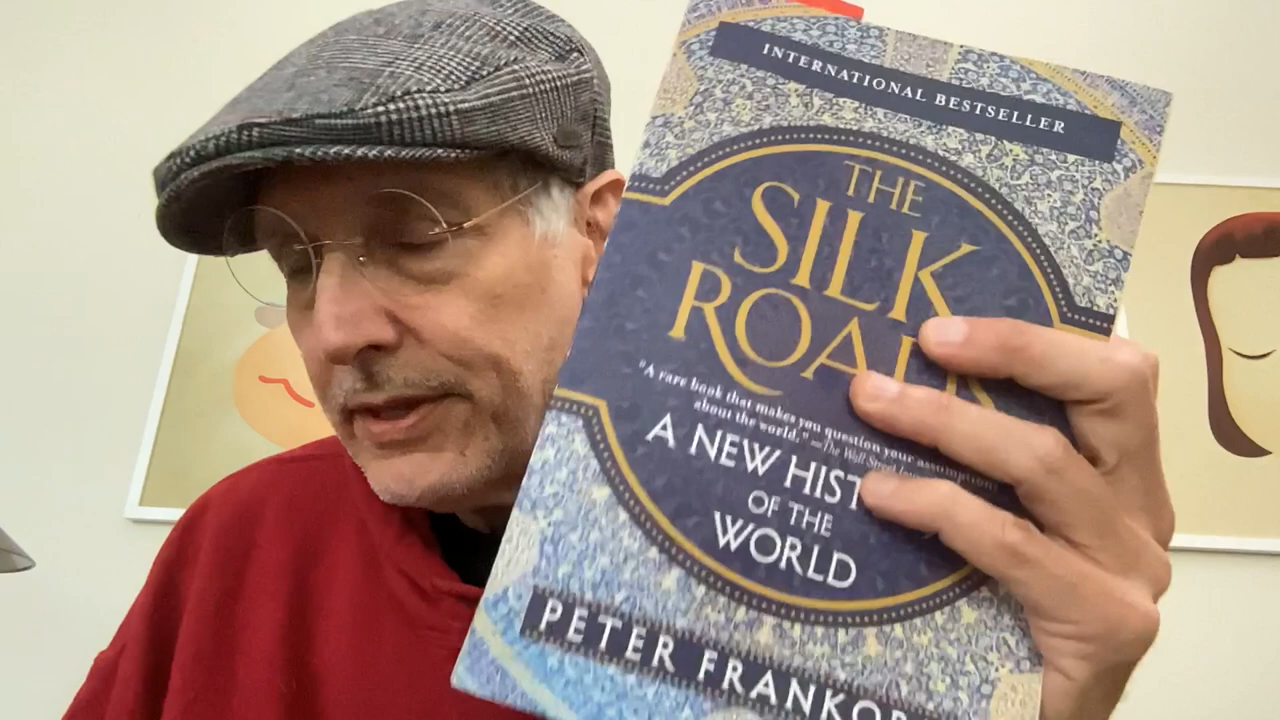 INTERNATIONAL BESTSELLER
THE
SILK
ROA
"A rare book that makes you question your assumptions
about the world." —The Wall Street
A NEW HIST
OF THE
WORLD
PETER FRANKOP